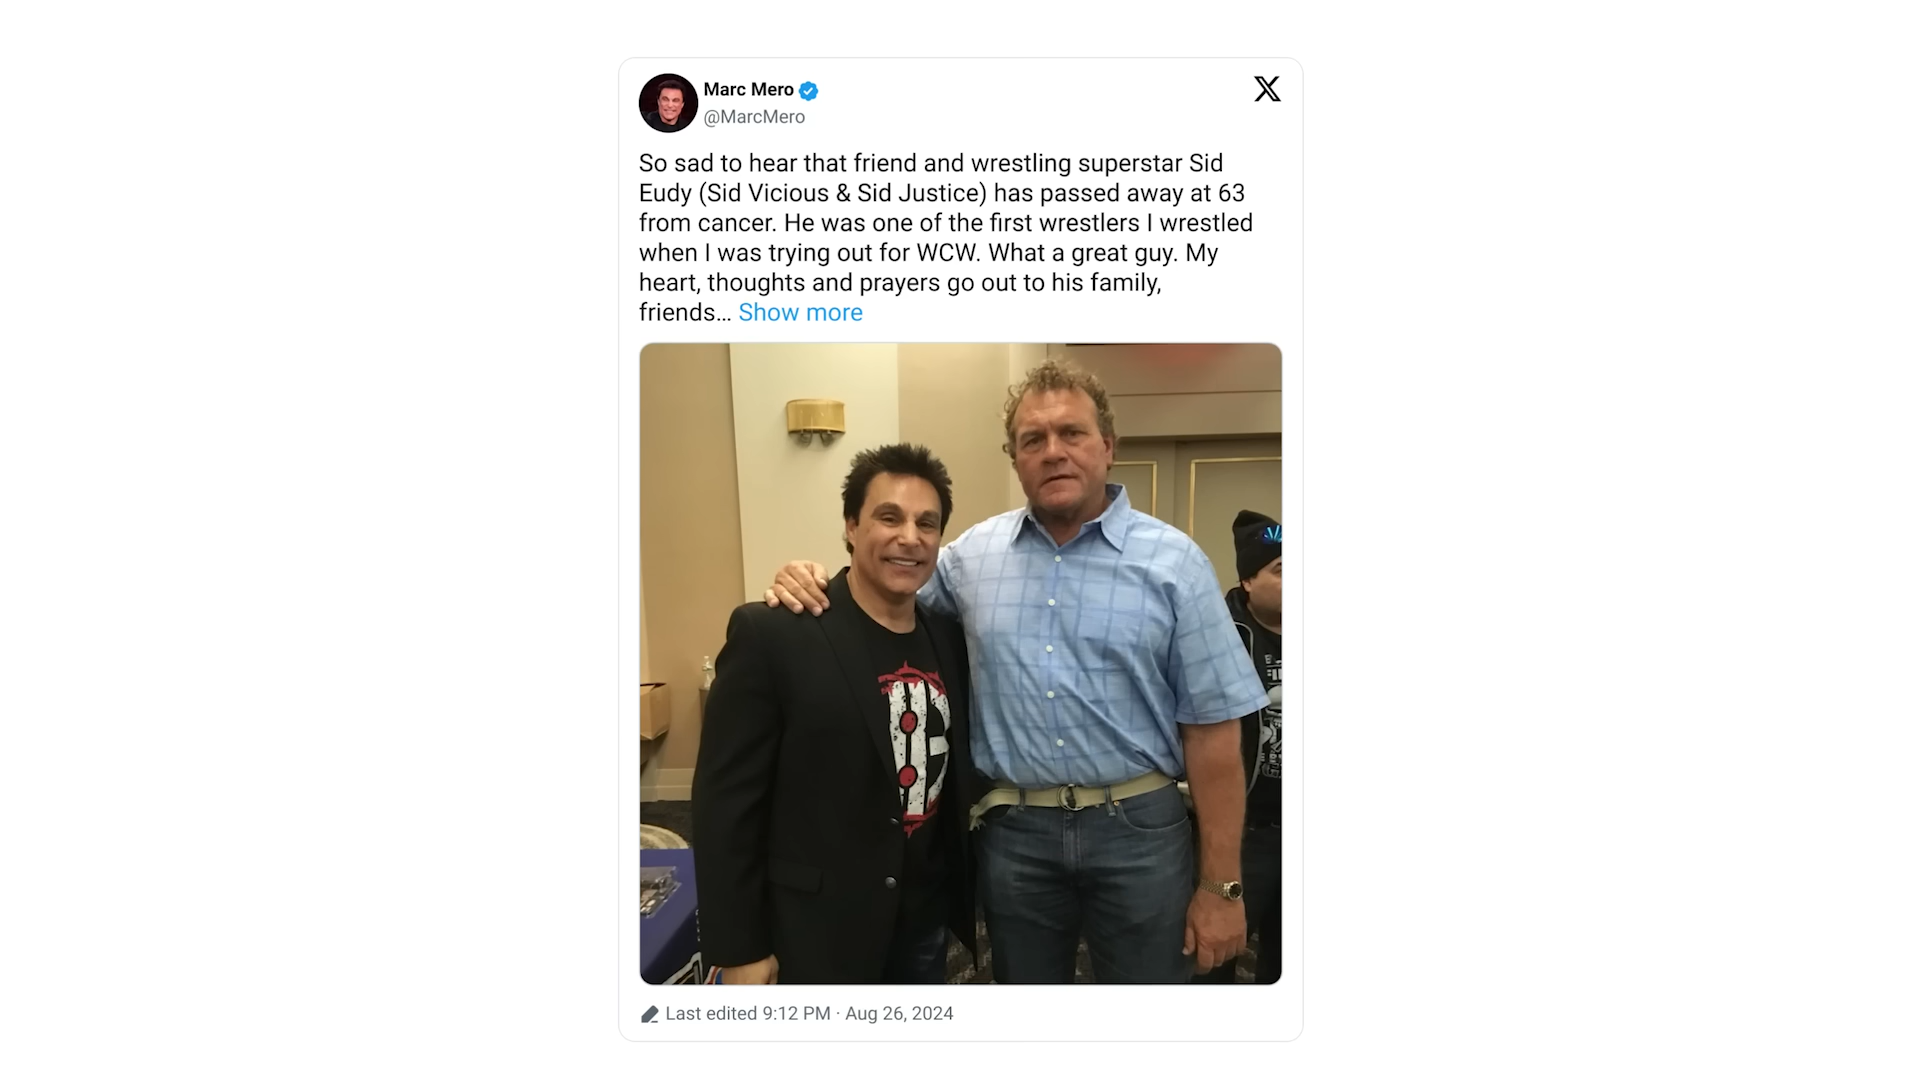 Marc Mero
@MarcMero
So sad to hear that friend and wrestling superstar Sid
Eudy (Sid Vicious & Sid Justice) has passed away at 63
from cancer. He was one of the first wrestlers I wrestled
when I was trying out for WCW. What a great guy. My
heart, thoughts and prayers go out to his family,
friends... Show more
Last edited 9:12 PM · Aug 26, 2024